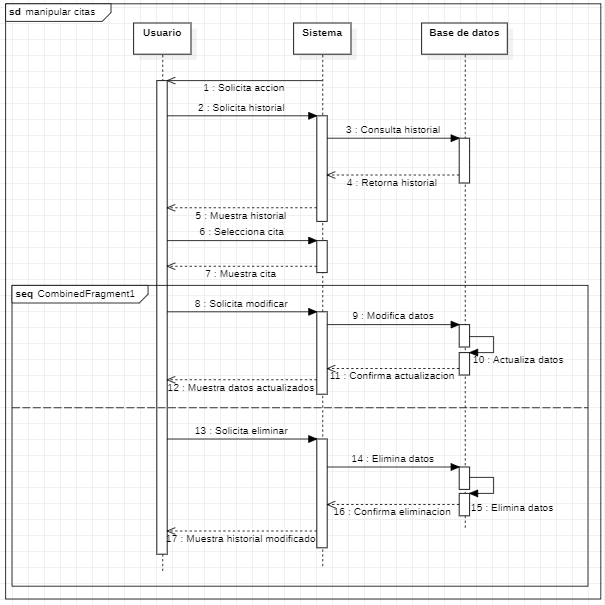 sd manipular citas
Usuario
Sistema
Base de datos
1 : Solicita accion
2 : Solicita historial
3 : Consulta historial
4 : Retorna historial
5 : Muestra historial
6 : Selecciona cita
7 : Muestra cita
seq CombinedFragment1
8 : Solicita modificar
9 : Modifica datos
10 : Actualiza datos
11 : Confirma actualizacion
12 : Muestra datos actualizados
13 : Solicita eliminar
14 : Elimina datos
15 : Elimina datos
16 : Confirma eliminacion
17 : Muestra historial modificado